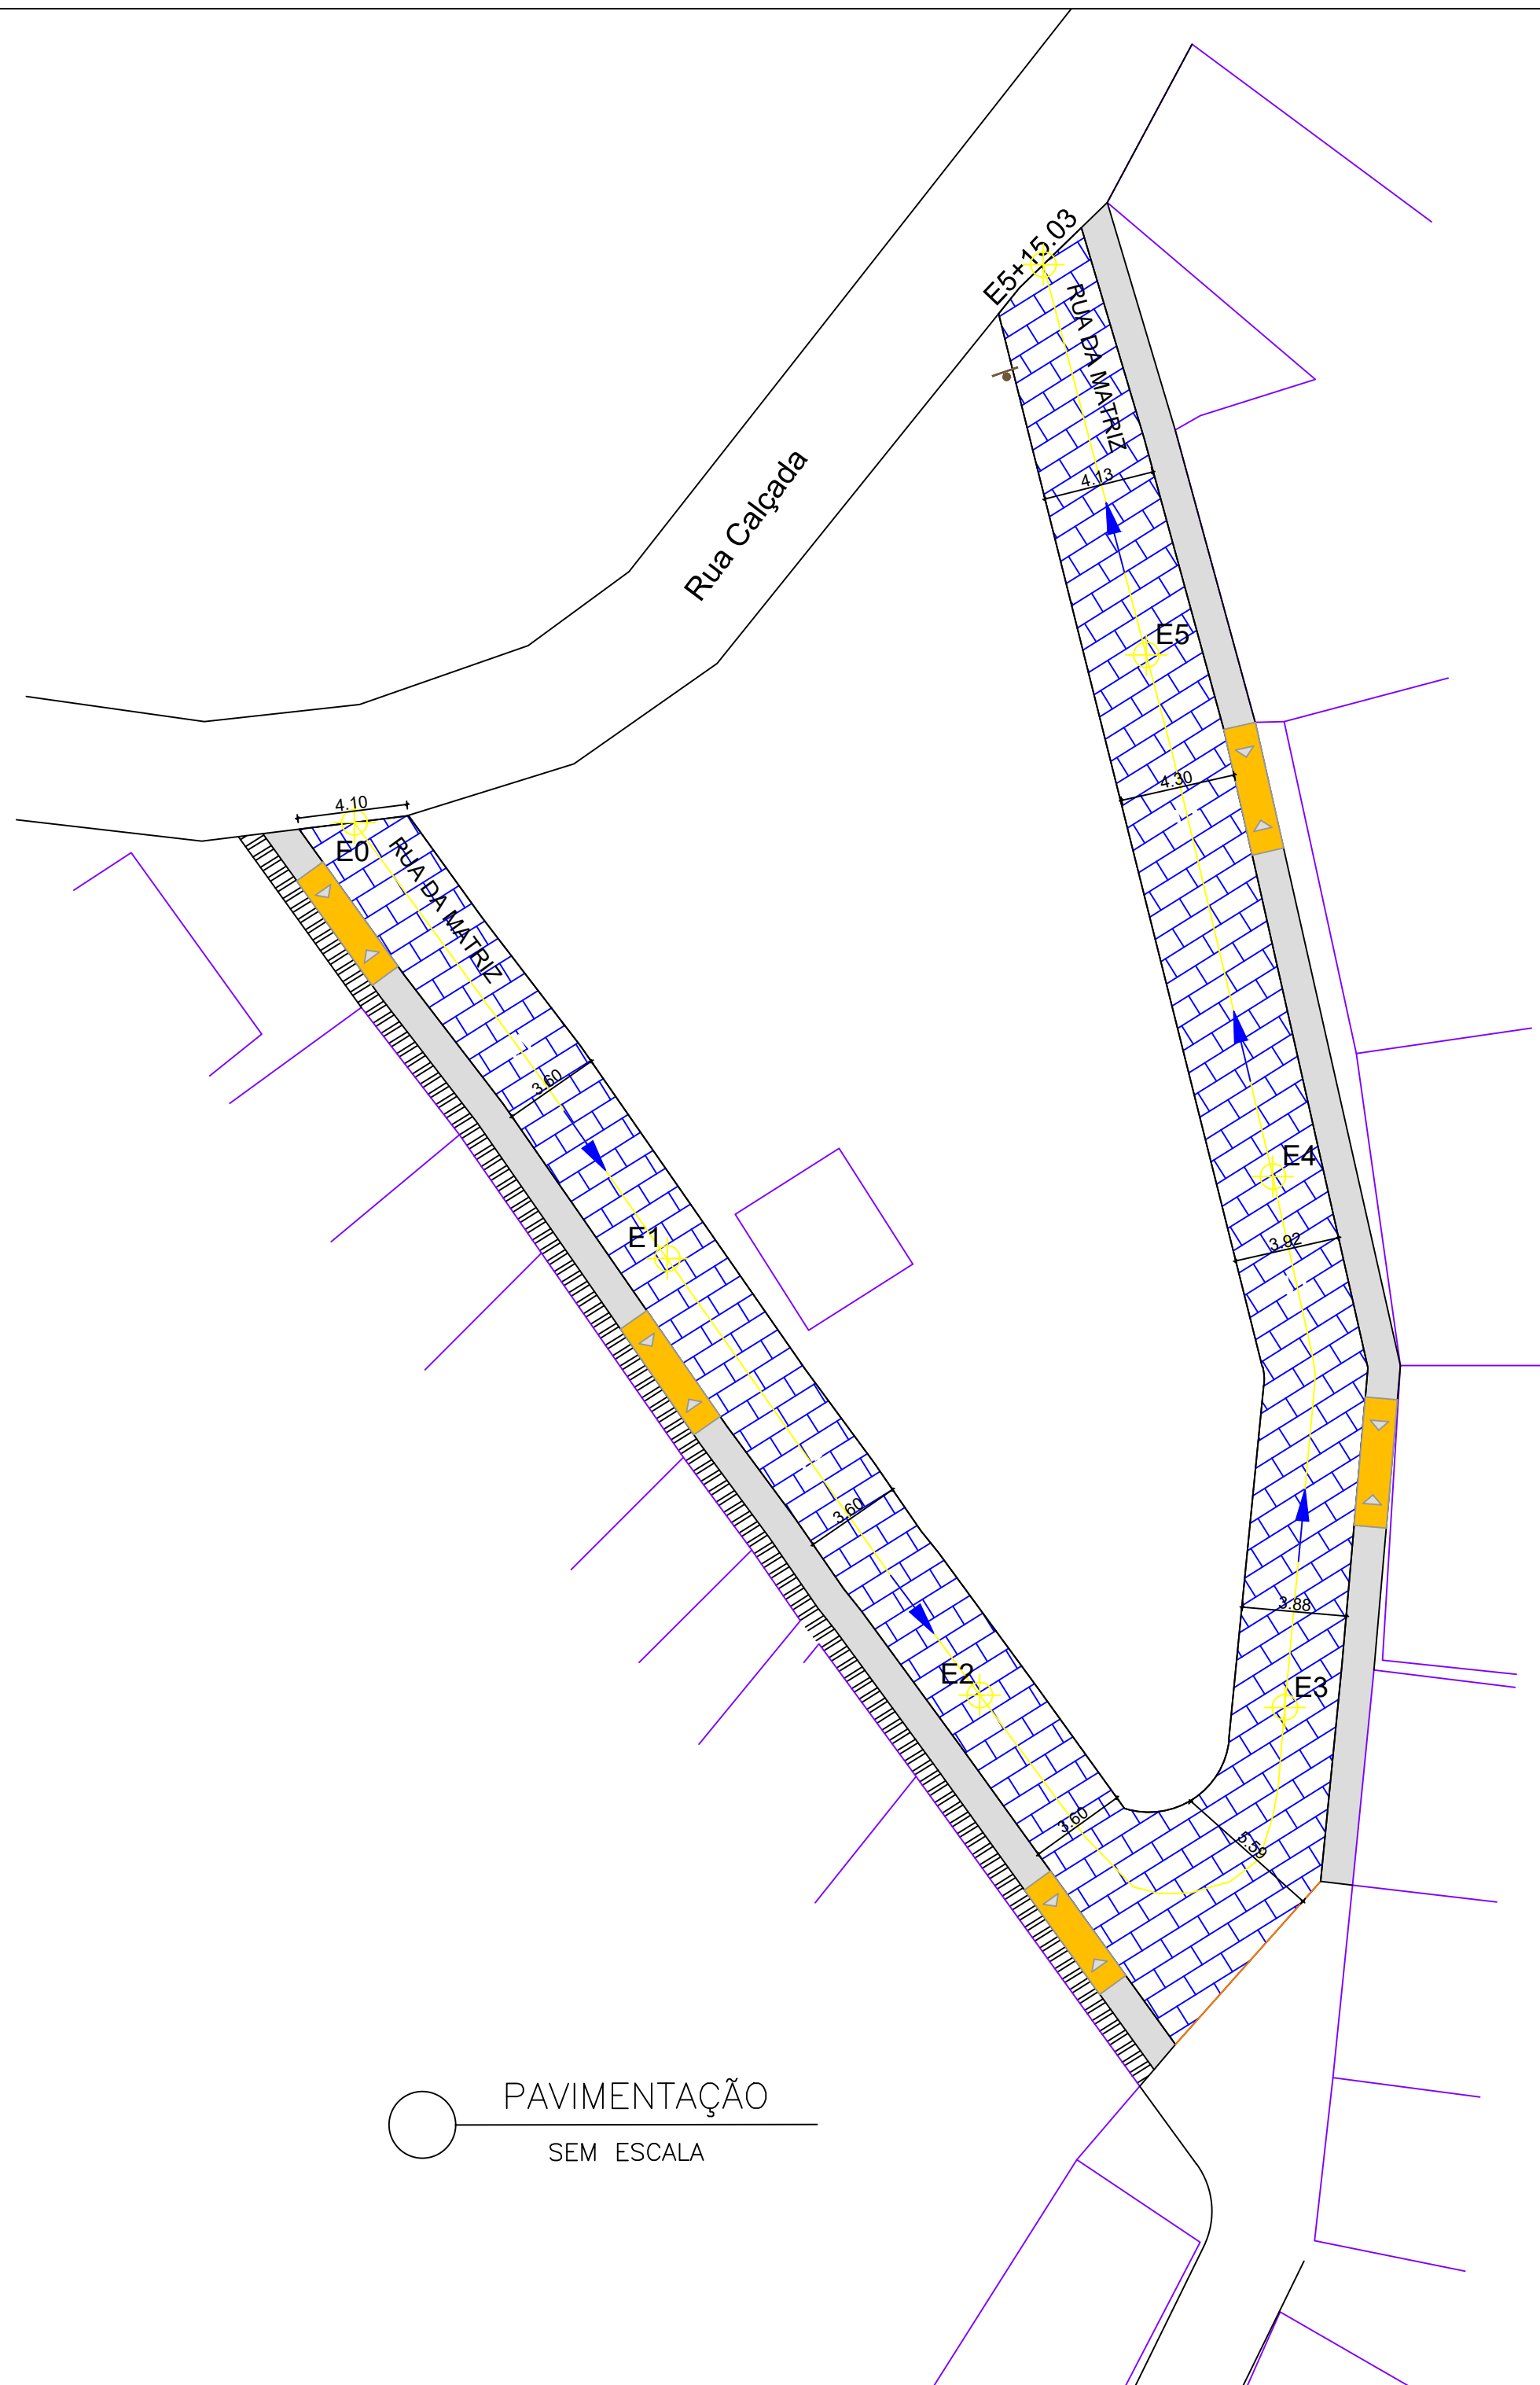 E5+15.03
RUA DA MATRIZ
4.13
Rua Calçada
E5
4.30
4.10
E0
RUA DA MATRIZ
3.60
E4
E1
3.92
3.60
3.88
E2
E3
3.60
5.59
PAVIMENTAÇÃO
SEM ESCALA